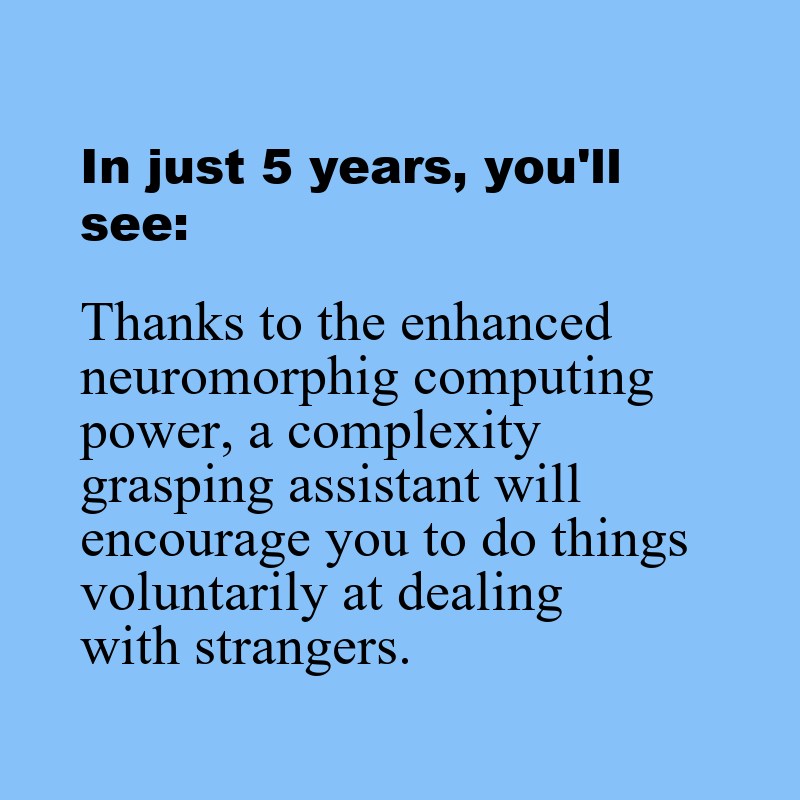 In just 5 years, you'll
see:
Thanks to the enhanced
neuromorphig computing
power, a complexity
grasping assistant will
encourage you to do things
voluntarily at dealing
with strangers.